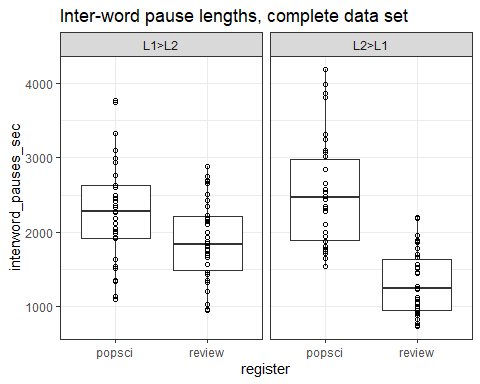 Inter-word pause lengths, complete data set
L1>L2 L2>L1
interword_pauses_sec
4000
3000
2000
1000
popsci review popsci review
register